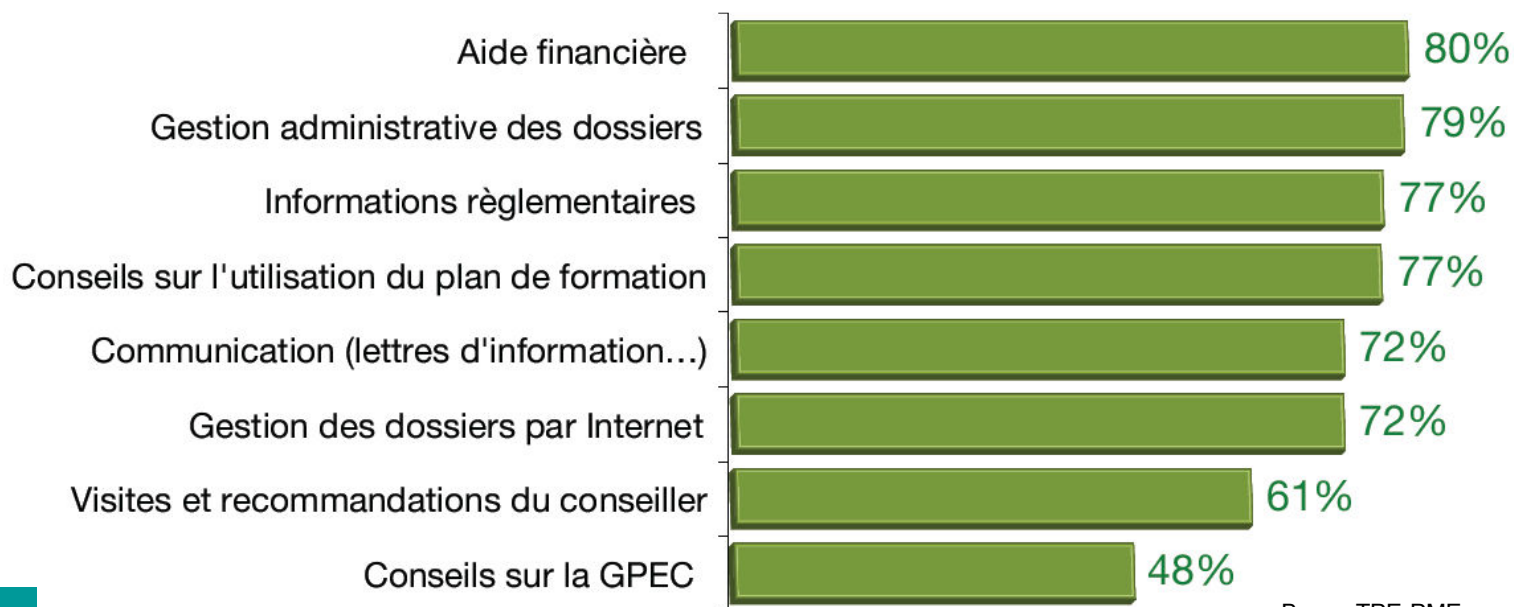 Aide financière 80%
Gestion administrative des dossiers 79%
Informations règlementaires 77%
Conseils sur l'utilisation du plan de formation 77%
Communication (lettres d'information…) 72%
Gestion des dossiers par Internet 72%
Visites et recommandations du conseiller 61%
Conseils sur la GPEC 48%